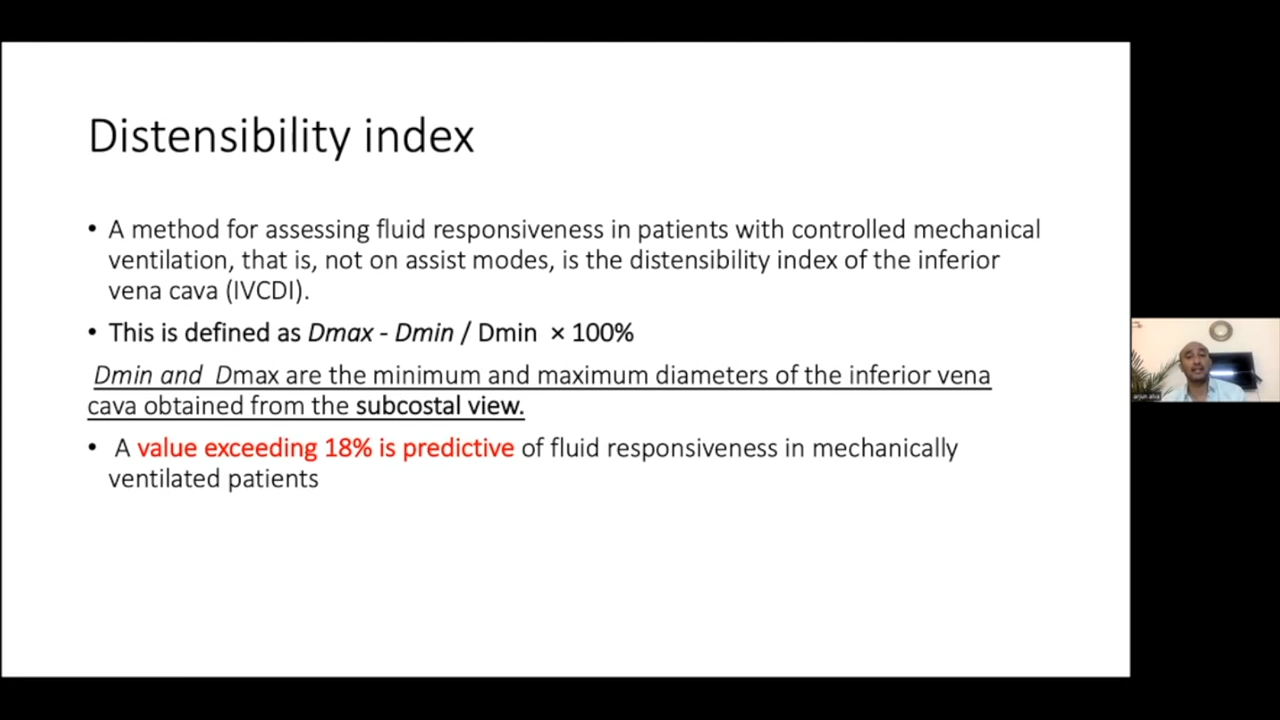 Distensibility index
• A method for assessing fluid responsiveness in patients with controlled mechanical
ventilation, that is, not on assist modes, is the distensibility index of the inferior
vena cava (IVCDI).
• This is defined as Dmax - Dmin / Dmin × 100%
Dmin and Dmax are the minimum and maximum diameters of the inferior vena
cava obtained from the subcostal view.
• A value exceeding 18% is predictive of fluid responsiveness in mechanically
ventilated patients
arjun alva